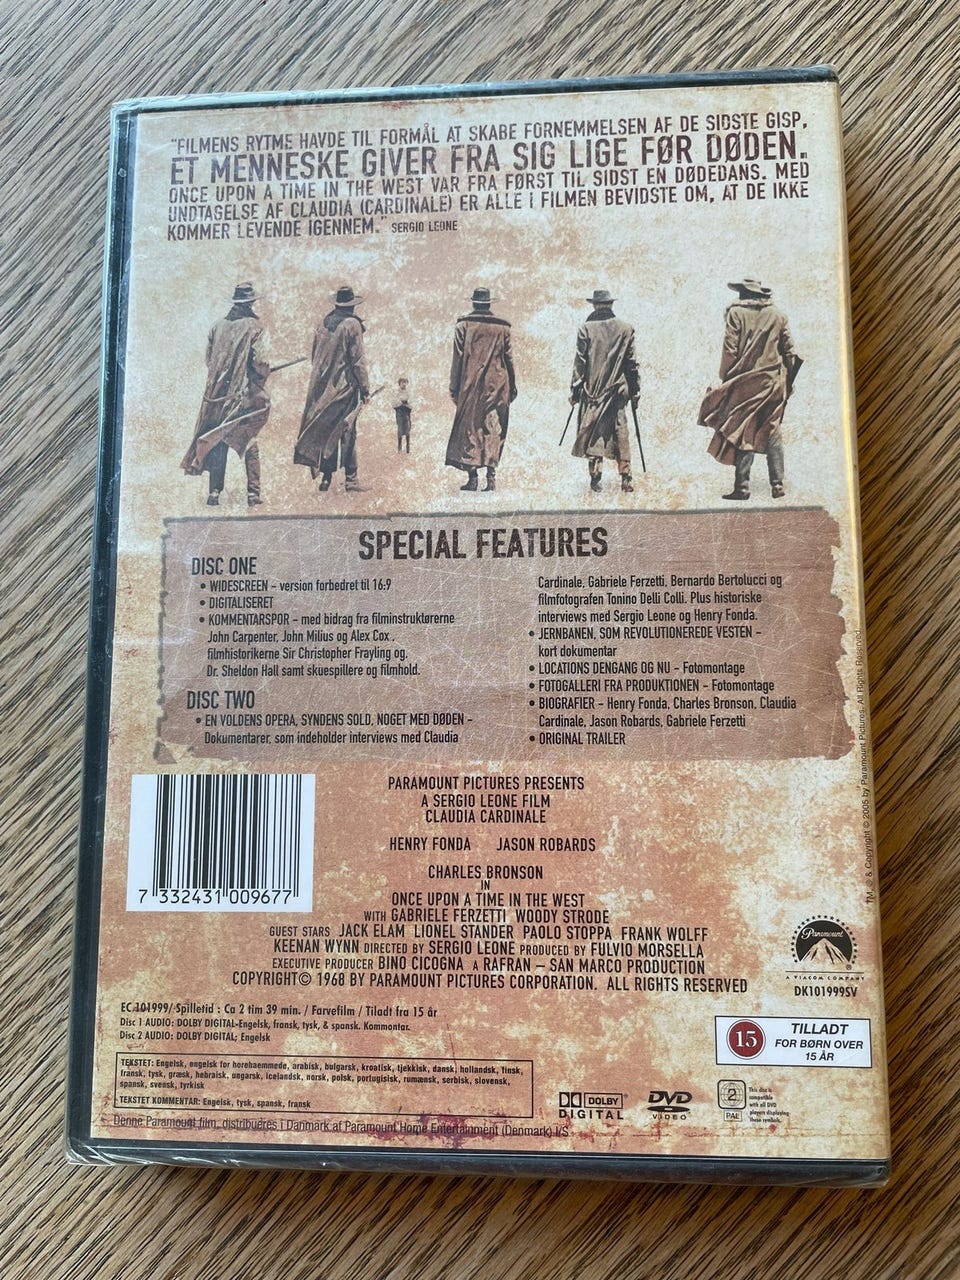 "FILMENS RYTME HAVDE TIL FORMÅL AT SKABE FORNEMMELSEN AF DE SIDSTE GISP,
ET MENNESKE GIVER FRA SIG LIGE FØR DØDEN.
ONCE UPON A TIME IN THE WEST VAR FRA FØRST TIL SIDST EN DØDEDANS. MED
UNDTAGELSE AF CLAUDIA (CARDINALE) ER ALLE I FILMEN BEVIDSTE OM, AT DE IKKE
KOMMER LEVENDE IGENNEM." SERGIO LEONE
SPECIAL FEATURES
DISC ONE
• WIDESCREEN – version forbedret til 16:9
• DIGITALISERET
• KOMMENTARSPOR – med bidrag fra filminstruktørerne
John Carpenter, John Milius og Alex Cox ,
filmhistorikerne Sir Christopher Frayling og
Dr. Sheldon Hall samt skuespillere og filmhold.
DISC TWO
• EN VOLDENS OPERA, SYNDENS SOLD, NOGET MED DØDEN –
Dokumentarer, som indeholder interviews med Claudia
Cardinale, Gabriele Ferzetti, Bernardo Bertolucci og
filmfotografen Tonino Delli Colli. Plus historiske
interviews med Sergio Leone og Henry Fonda.
• JERNBANEN, SOM REVOLUTIONEREDE VESTEN –
kort dokumentar
• LOCATIONS DENGANG OG NU – Fotomontage
• FOTOGALLERI FRA PRODUKTIONEN – Fotomontage
• BIOGRAFIER – Henry Fonda, Charles Bronson, Claudia
Cardinale, Jason Robards, Gabriele Ferzetti
• ORIGINAL TRAILER
TM, ® & Copyright © 2005 by Paramount Pictures. All Rights Reserved.
7 332431 009677
PARAMOUNT PICTURES PRESENTS
A SERGIO LEONE FILM
CLAUDIA CARDINALE
HENRY FONDA JASON ROBARDS
CHARLES BRONSON
IN
ONCE UPON A TIME IN THE WEST
WITH GABRIELE FERZETTI WOODY STRODE
GUEST STARS JACK ELAM LIONEL STANDER PAOLO STOPPA FRANK WOLFF
KEENAN WYNN DIRECTED BY SERGIO LEONE PRODUCED BY FULVIO MORSELLA
EXECUTIVE PRODUCER BINO CICOGNA A RAFRAN – SAN MARCO PRODUCTION
COPYRIGHT© 1968 BY PARAMOUNT PICTURES CORPORATION. ALL RIGHTS RESERVED
Paramount
A VIACOM COMPANY
DK101999SV
EC 101999/ Spilletid : Ca 2 tim 39 min. / Farvefilm / Tiladt fra 15 år
Disc 1 AUDIO: DOLBY DIGITAL-Engelsk, fransk, tysk, & spansk. Kommentar.
Disc 2 AUDIO: DOLBY DIGITAL; Engelsk
15
TILLADT
FOR BØRN OVER
15 ÅR
TEKSTET: Engelsk, engelsk for horehæmmede, arabisk, bulgarsk, kroatisk, tjekkisk, dansk, hollandsk, finsk,
fransk, tysk, græsk, hebraisk, ungarsk, icelandsk, norsk, polsk, portugisisk, rumænsk, serbisk, slovensk,
spansk, svensk, tyrkisk
TEKSTET KOMMENTAR: Engelsk, tysk, spansk, fransk
Denne Paramount film, distribueres i Danmark af Paramount Home Entertainment (Denmark) I/S
DOLBY
DIGITAL
DVD
VIDEO
2
PAL
This disc is
compatible
with all DVD
players displaying
these symbols.